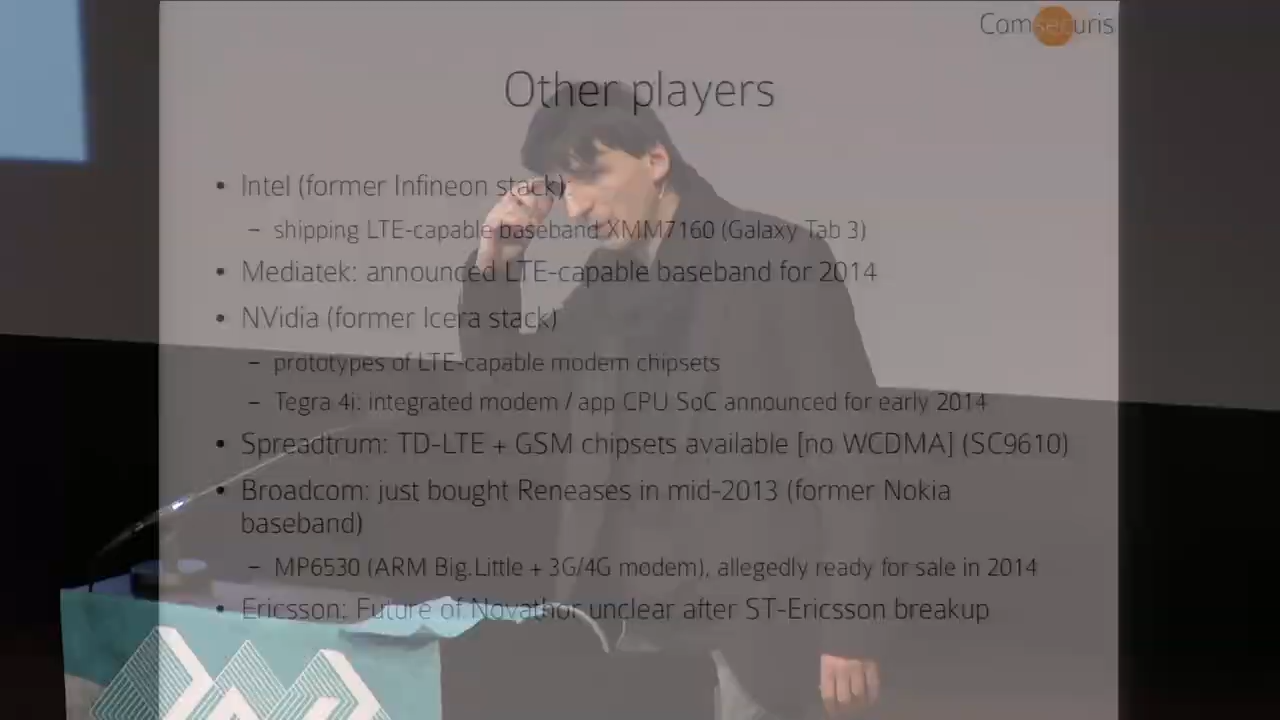 Comsecuris
Other players
• Intel (former Infineon stack):
– shipping LTE-capable baseband XMM7160 (Galaxy Tab 3)
• Mediatek: announced LTE-capable baseband for 2014
• NVidia (former Icera stack)
– prototypes of LTE-capable modem chipsets
– Tegra 4i: integrated modem / app CPU SoC announced for early 2014
• Spreadtrum: TD-LTE + GSM chipsets available [no WCDMA] (SC9610)
• Broadcom: just bought Reneases in mid-2013 (former Nokia
baseband)
– MP6530 (ARM Big.Little + 3G/4G modem), allegedly ready for sale in 2014
• Ericsson: Future of Novathor unclear after ST-Ericsson breakup